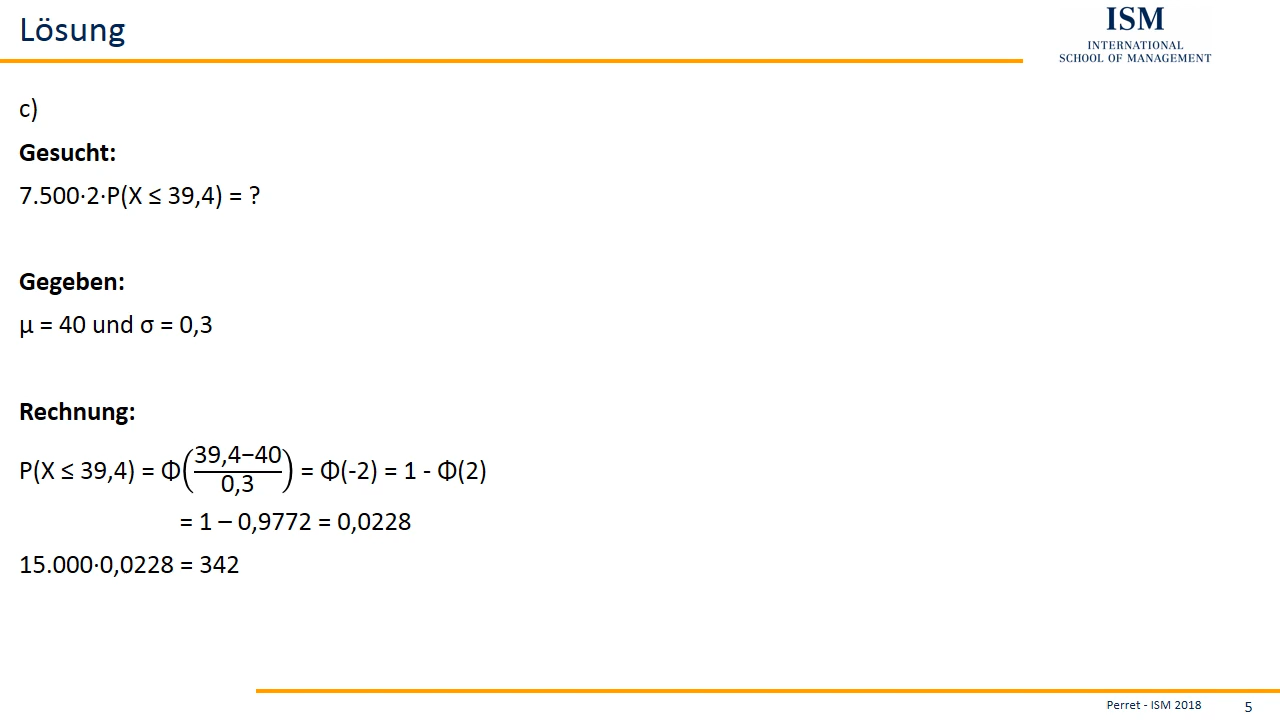 Lösung
ISM
INTERNATIONAL
SCHOOL OF MANAGEMENT
c)
Gesucht:
7.500·2·P(X ≤ 39,4) = ?
Gegeben:
µ = 40 und σ = 0,3
Rechnung:
P(X ≤ 39,4) = Φ(39,4−40/0,3) = Φ(-2) = 1 - Φ(2)
= 1 – 0,9772 = 0,0228
15.000·0,0228 = 342
Perret - ISM 2018
5